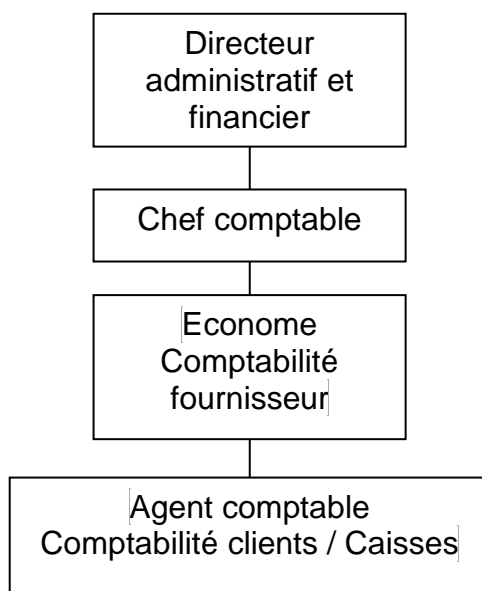 Directeur
administratif et
financier
Chef comptable
Econome
Comptabilité
fournisseur
Agent comptable
Comptabilité clients / Caisses